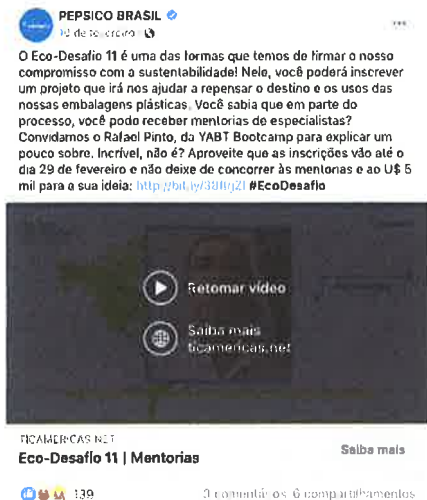 PEPSICO BRASIL
de fevereiro
O Eco-Desafio 11 é uma das formas que temos de firmar o nosso
compromisso com a sustentabilidade! Nele, você poderá inscrever
um projeto que irá nos ajudar a repensar o destino e os usos das
nossas embalagens plásticas. Você sabia que em parte do
processo, você pode receber mentorias de especialistas?
Convidamos o Rafael Pinto, da YABT Bootcamp para explicar um
pouco sobre. Incrível, não é? Aproveite que as inscrições vão até o
dia 29 de fevereiro e não deixe de concorrer às mentorias e ao U$ 5
mil para a sua ideia: #EcoDesafio
Retomar vídeo
Saiba mais
ticamericas.net
TICAMERICAS.NET
Eco-Desafio 11 | Mentorias
Saiba mais
139
3 comentários 6 compartilhamentos